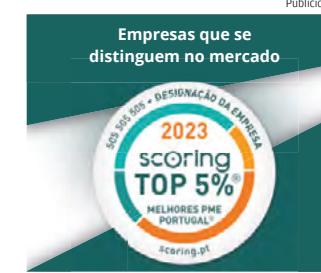 Publici
Empresas que se
distinguem no mercado
SOS SOS SOS • DESIGNAÇÃO DA EMPRESA
2023
scoring
TOP 5%®
MELHORES PME
PORTUGAL®
scoring.pt